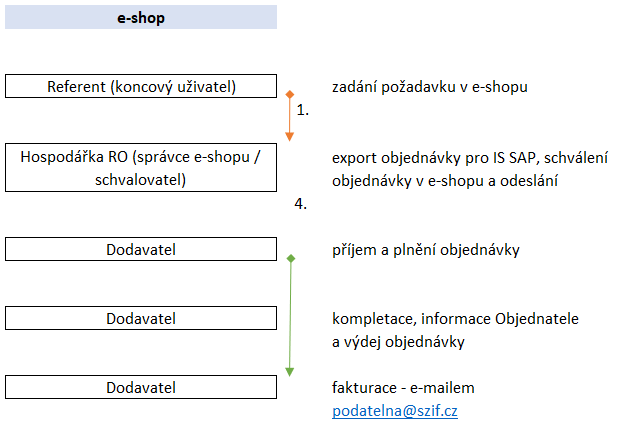 e-shop
Referent (koncový uživatel)
zadání požadavku v e-shopu
1.
Hospodářka RO (správce e-shopu /
schvalovatel)
export objednávky pro IS SAP, schválení
objednávky v e-shopu a odeslání
4.
Dodavatel
příjem a plnění objednávky
Dodavatel
kompletace, informace Objednatele
a výdej objednávky
Dodavatel
fakturace - e-mailem
podatelna@szif.cz